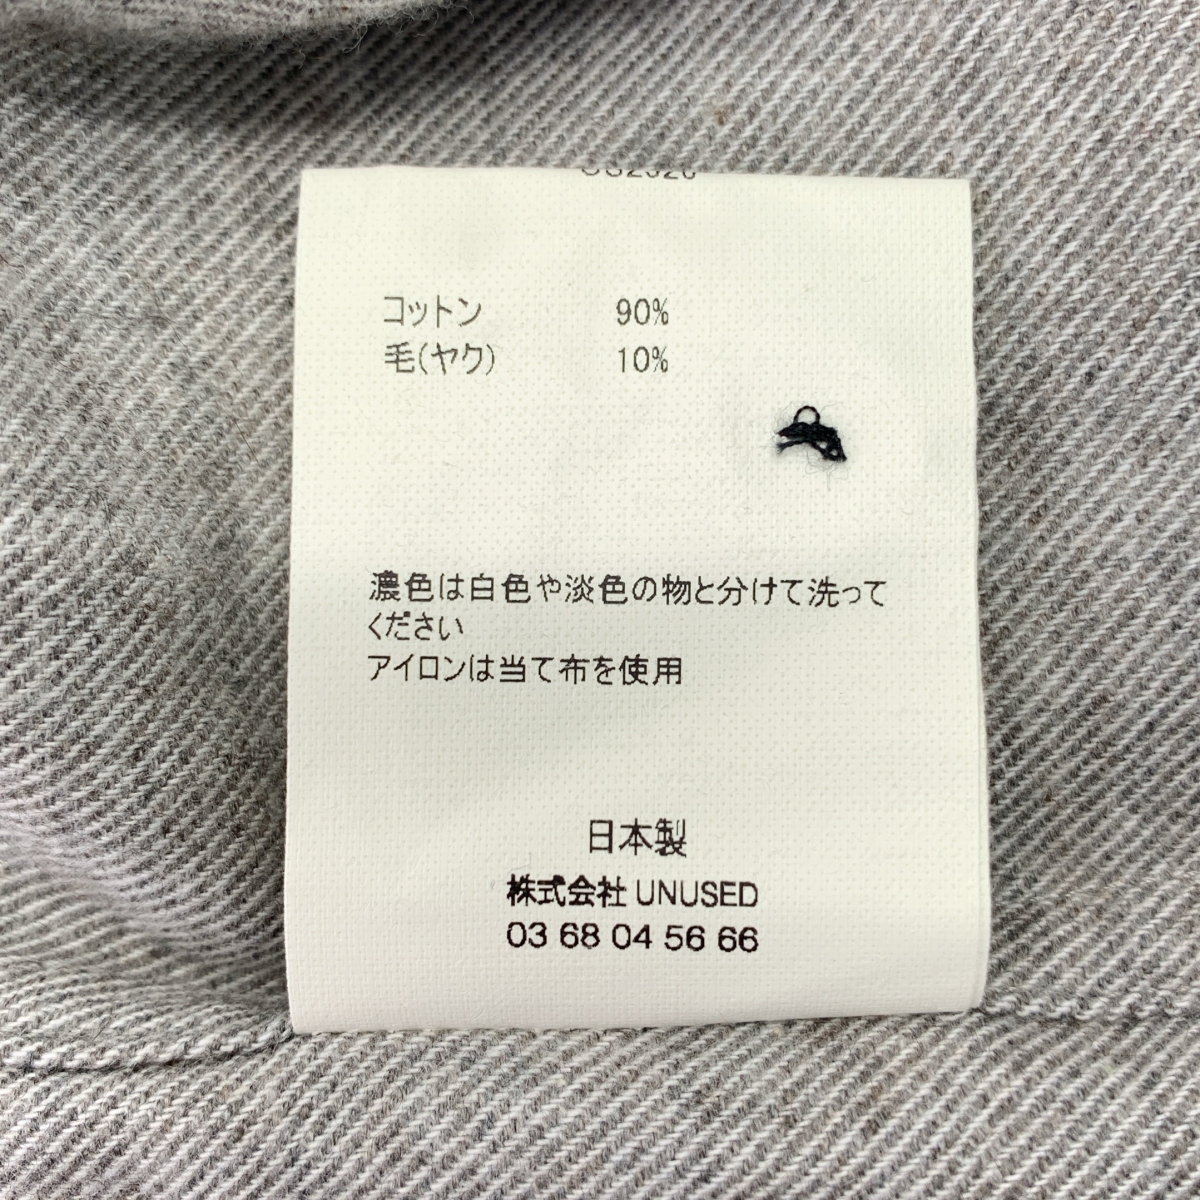 コットン 90%
毛(ヤク) 10%
濃色は白色や淡色の物と分けて洗って
ください
アイロンは当て布を使用
日本製
株式会社 UNUSED
03 68 04 56 66